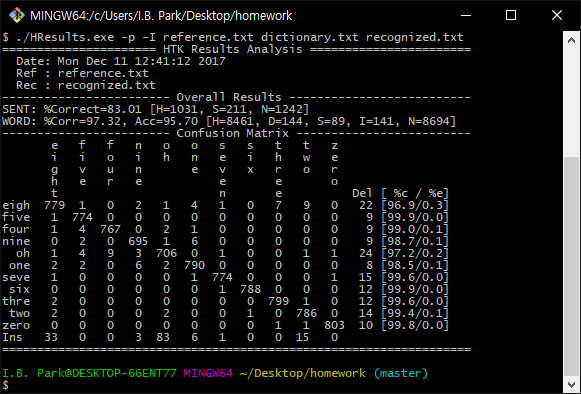 MINGW64:/c/Users/I.B. Park/Desktop/homework
$ ./HResults.exe -p -I reference.txt dictionary.txt recognized.txt
====================== HTK Results Analysis ======================
  Date: Mon Dec 11 12:41:12 2017
  Ref : reference.txt
  Rec : recognized.txt
------------------------ Overall Results -------------------------
SENT: %Correct=83.01 [H=1031, S=211, N=1242]
WORD: %Corr=97.32, Acc=95.70 [H=8461, D=144, S=89, I=141, N=8694]
------------------------ Confusion Matrix ------------------------
       e   f   f   n   o   o   s   s   t   t   z
       i   i   o   i   h   n   e   i   h   w   e
       g   v   u   n       e   v   x   r   o   r
       h   e   r   e           e       e       o
       t                       n       e           Del [ %c / %e]
eigh 779   1   0   2   1   4   1   0   7   9   0   22 [96.9/0.3]
five   1 774   0   0   0   0   0   0   0   0   0    9 [99.9/0.0]
four   1   4 767   0   2   1   0   0   0   0   0    9 [99.0/0.1]
nine   0   2   0 695   1   6   0   0   0   0   0    9 [98.7/0.1]
  oh   1   4   9   3 706   0   1   0   0   1   1   24 [97.2/0.2]
 one   2   2   0   6   2 790   0   0   0   0   0    8 [98.5/0.1]
seve   1   0   0   0   0   1 774   0   0   0   1   15 [99.6/0.0]
 six   0   0   0   0   0   0   1 788   0   0   0   12 [99.9/0.0]
thre   2   0   0   0   0   0   0   0 799   1   0   12 [99.6/0.0]
 two   2   0   0   0   2   0   0   1   0 786   0   14 [99.4/0.1]
zero   0   0   0   0   0   0   0   0   1   1 803   10 [99.8/0.0]
Ins   33   0   0   3  83   6   1   0   0  15   0
==================================================================
I.B. Park@DESKTOP-66ENT77 MINGW64 ~/Desktop/homework (master)
$